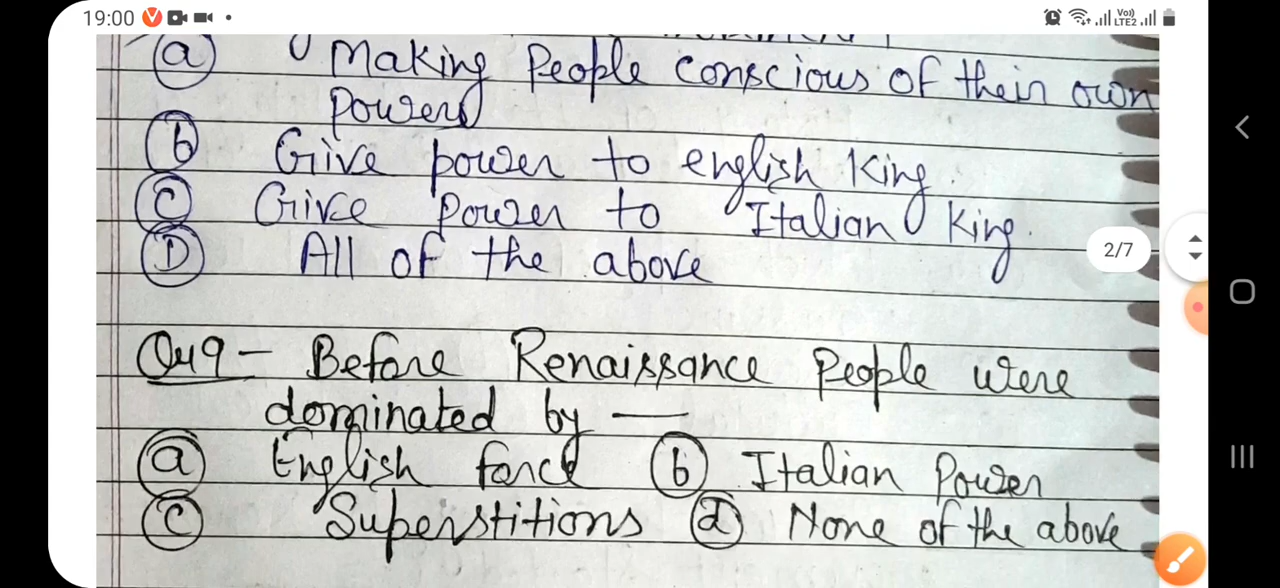 19:00
Vo) LTE2
a Making People conscious of their own
powers
b Give power to english King.
c Give power to Italian King.
D All of the above
2/7
Qu9- Before Renaissance People were
dominated by —
a English force b Italian Power
c Superstitions d None of the above